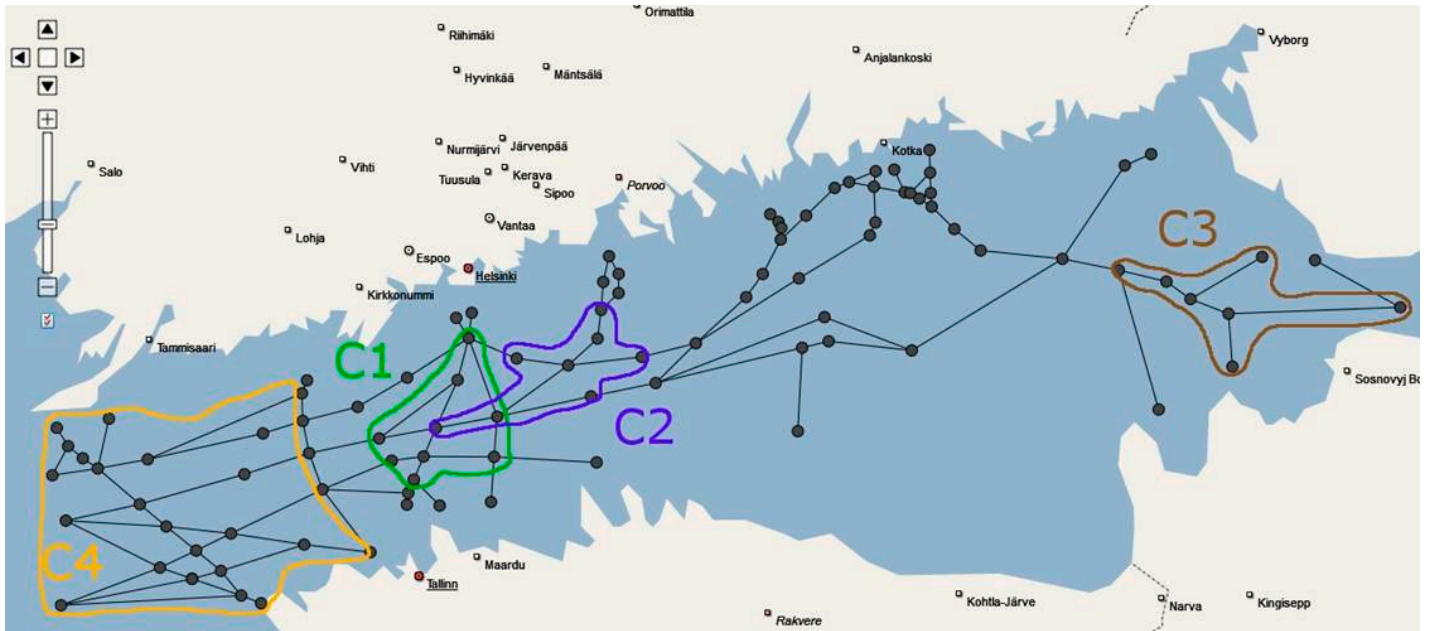 Orimattila
Riihimäki
Vyborg
Anjalankoski
Hyvinkää
Mäntsälä
Nurmijärvi
Järvenpää
Kotka
Salo
Vihti
Tuusula
Kerava
Sipoo
Porvoo
Vantaa
Lohja
C3
Espoo
Helsinki
Kirkkonummi
Tammisaari
C1
Sosnovyj Bo
C2
C4
Maardu
Tallinn
Kohtla-Järve
Narva
Kingisepp
Rakvere